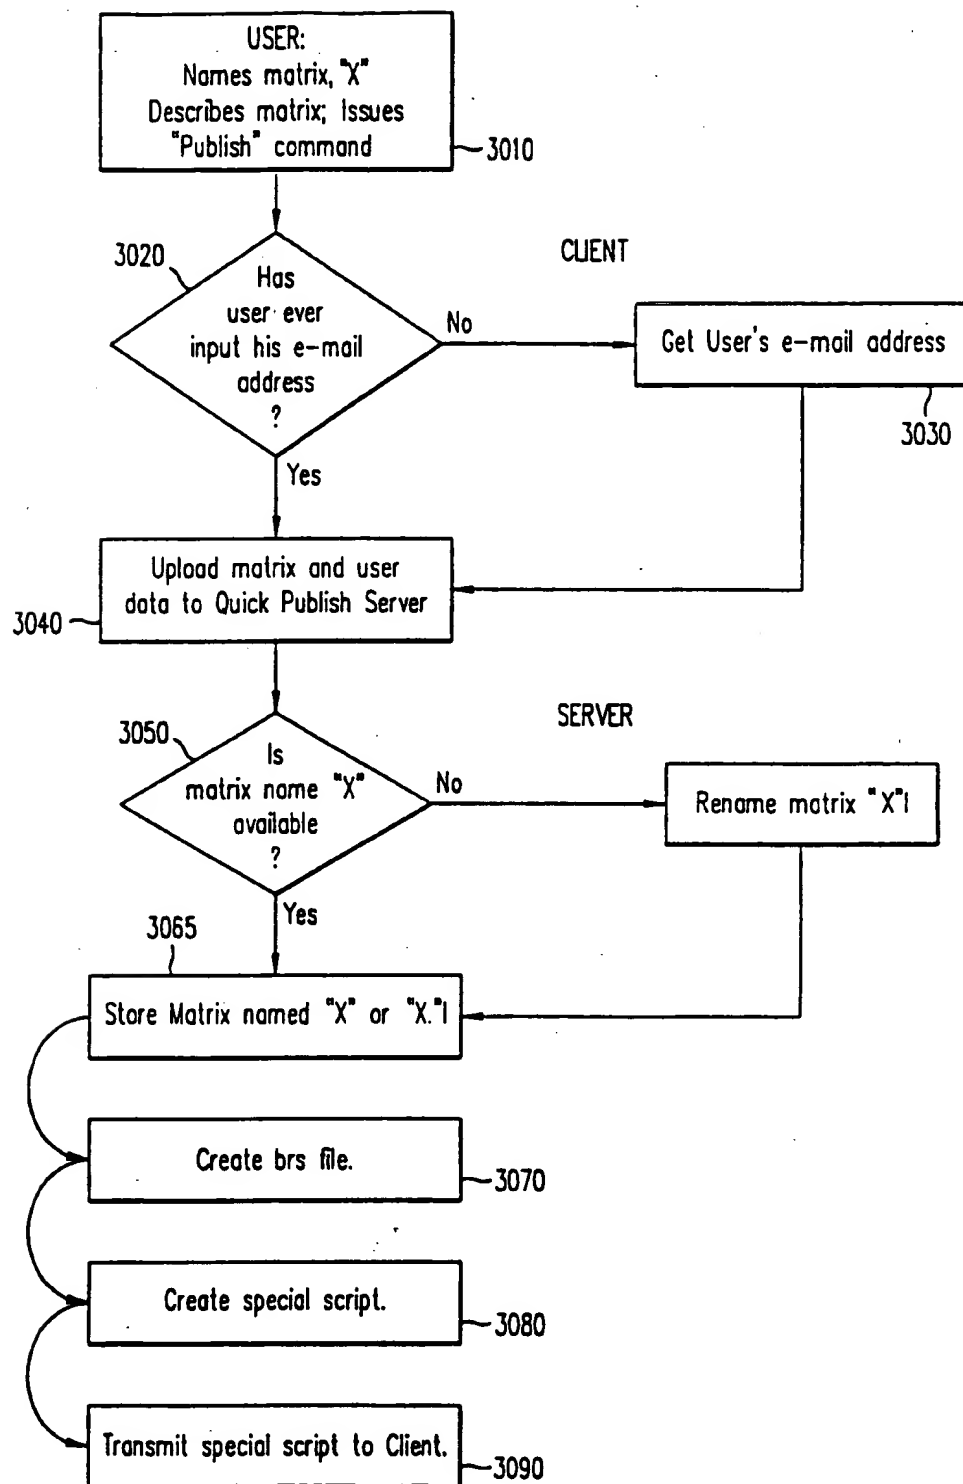 USER:
Names matrix, "X"
Describes matrix; Issues
"Publish" command
3010
3020
CLIENT
Has
user ever
input his e-mail
address
?
No
Get User's e-mail address
3030
Yes
Upload matrix and user
data to Quick Publish Server
3040
SERVER
3050
Is
matrix name "X"
available
?
No
Rename matrix "X"|
Yes
3065
Store Matrix named "X" or "X."|
Create brs file.
3070
Create special script.
3080
Transmit special script to Client.
3090